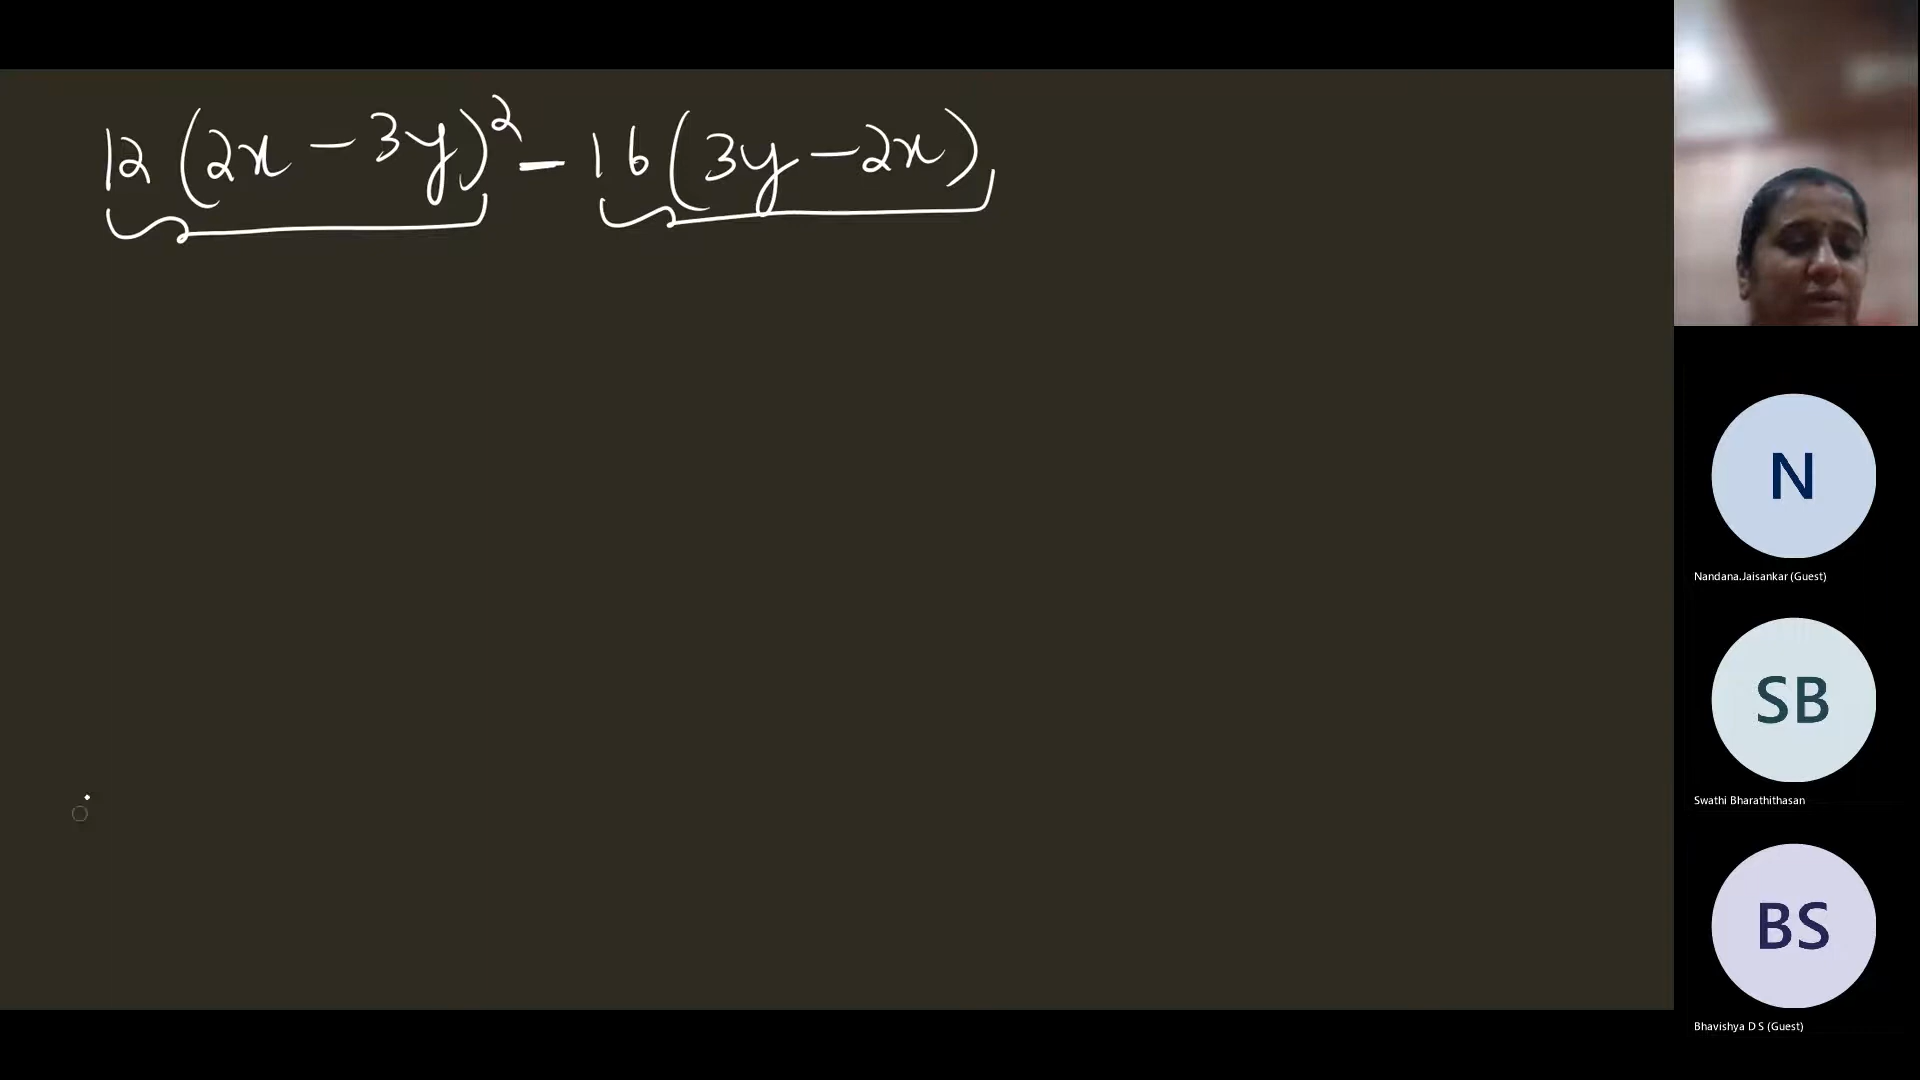 12(2x - 3y)² - 16(3y - 2x)
N
Nandana.Jaisankar (Guest)
SB
Swathi Bharathithasan
BS
Bhavishya D S (Guest)